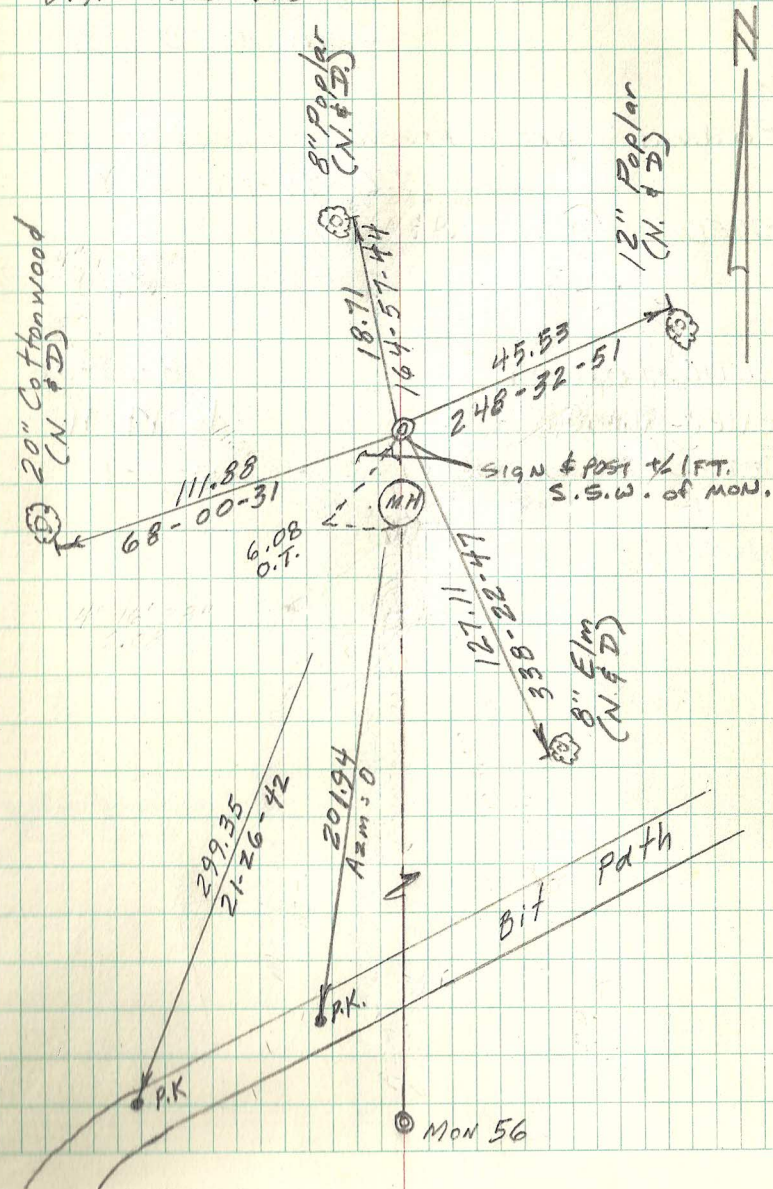 8" Poplar
(N. & D.)
12" Poplar
(N. & D)
N
20" Cottonwood
(N. & D)
18.71
164-57-44
45.53
248-32-51
111.88
68-00-31
SIGN & POST +/- 1 FT.
S.S.W. of MON.
MH
6.08
O.T.
127.11
338-22-47
8" Elm
(N. & D)
299.35
21-26-42
201.94
Azm = 0
Bit Path
P.K.
P.K
MON 56